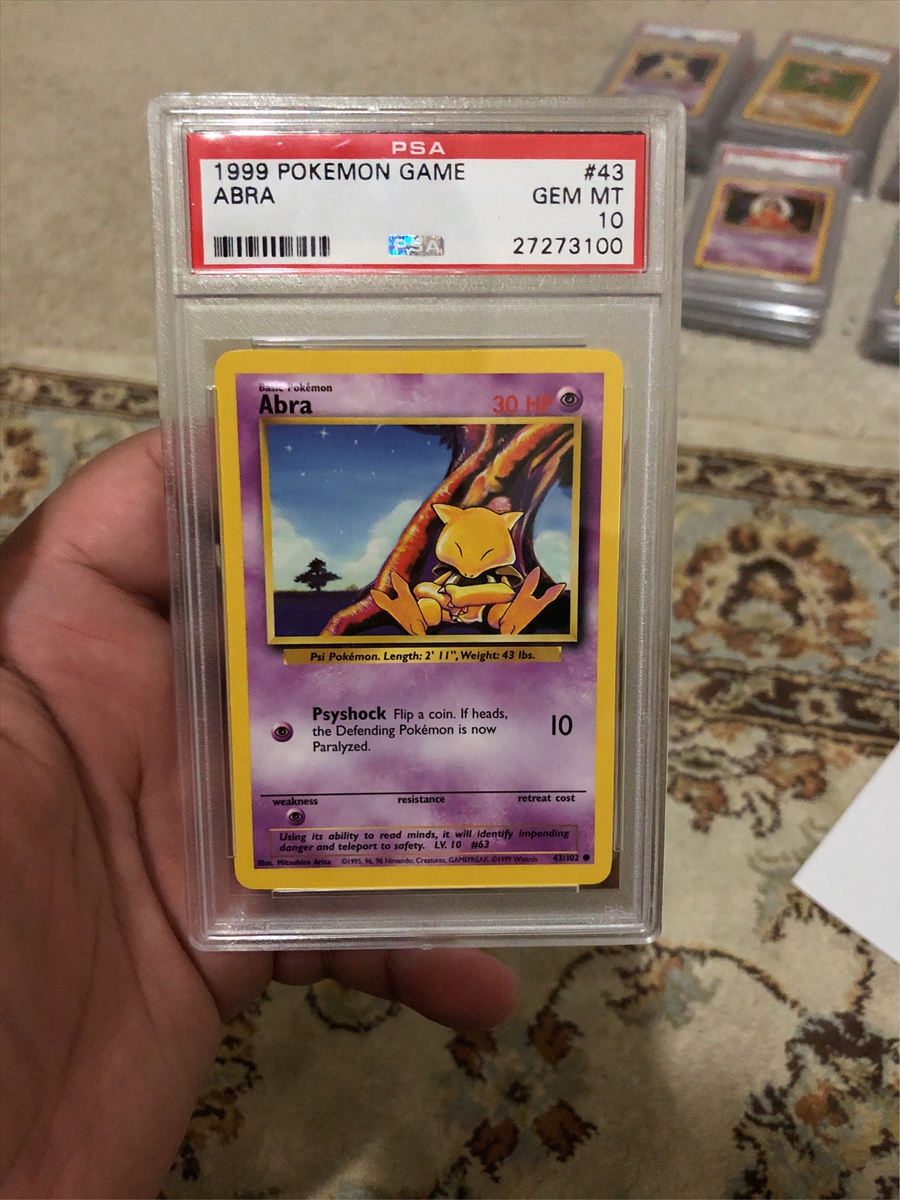 PSA
1999 POKEMON GAME #43
ABRA GEM MT
10
PSA 27273100
Basic Pokémon
Abra 30 HP
Psi Pokémon. Length: 2' 11", Weight: 43 lbs.
Psyshock Flip a coin. If heads,
the Defending Pokémon is now
Paralyzed.
10
weakness resistance retreat cost
Using its ability to read minds, it will identify impending
danger and teleport to safety. LV. 10 #63
Illus. Mitsuhiro Arita ©1995, 96, 98 Nintendo, Creatures, GAMEFREAK. ©1999 Wizards. 43/102